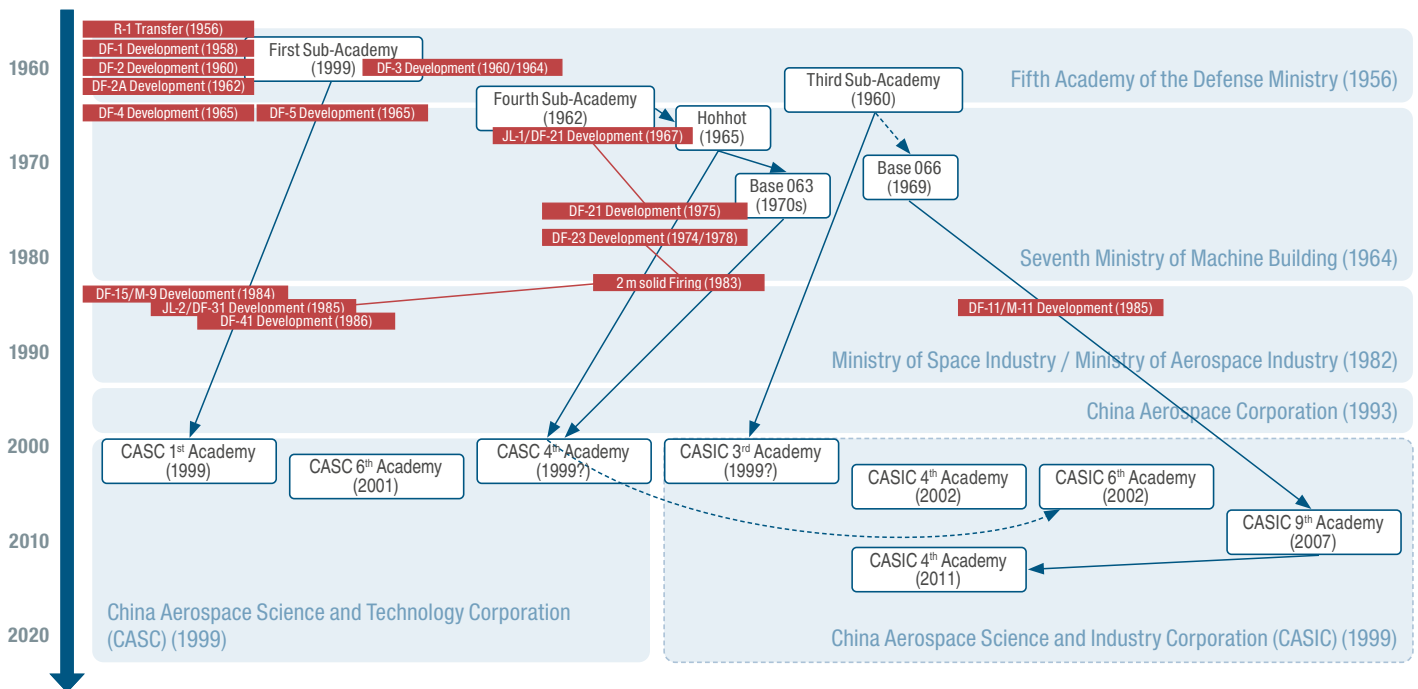 R-1 Transfer (1956)
DF-1 Development (1958)
DF-2 Development (1960)
DF-2A Development (1962)
First Sub-Academy
(1999)
DF-3 Development (1960/1964)
Third Sub-Academy
(1960)
Fifth Academy of the Defense Ministry (1956)
1960
DF-4 Development (1965)
DF-5 Development (1965)
Fourth Sub-Academy
(1962)
JL-1/DF-21 Development (1967)
Hohhot
(1965)
1970
Base 063
(1970s)
Base 066
(1969)
DF-21 Development (1975)
DF-23 Development (1974/1978)
1980
Seventh Ministry of Machine Building (1964)
2 m solid Firing (1983)
DF-15/M-9 Development (1984)
JL-2/DF-31 Development (1985)
DF-41 Development (1986)
DF-11/M-11 Development (1985)
1990
Ministry of Space Industry / Ministry of Aerospace Industry (1982)
China Aerospace Corporation (1993)
2000
CASC 1st Academy
(1999)
CASC 6th Academy
(2001)
CASC 4th Academy
(1999?)
CASIC 3rd Academy
(1999?)
CASIC 4th Academy
(2002)
CASIC 6th Academy
(2002)
CASIC 9th Academy
(2007)
2010
CASIC 4th Academy
(2011)
China Aerospace Science and Technology Corporation
(CASC) (1999)
China Aerospace Science and Industry Corporation (CASIC) (1999)
2020